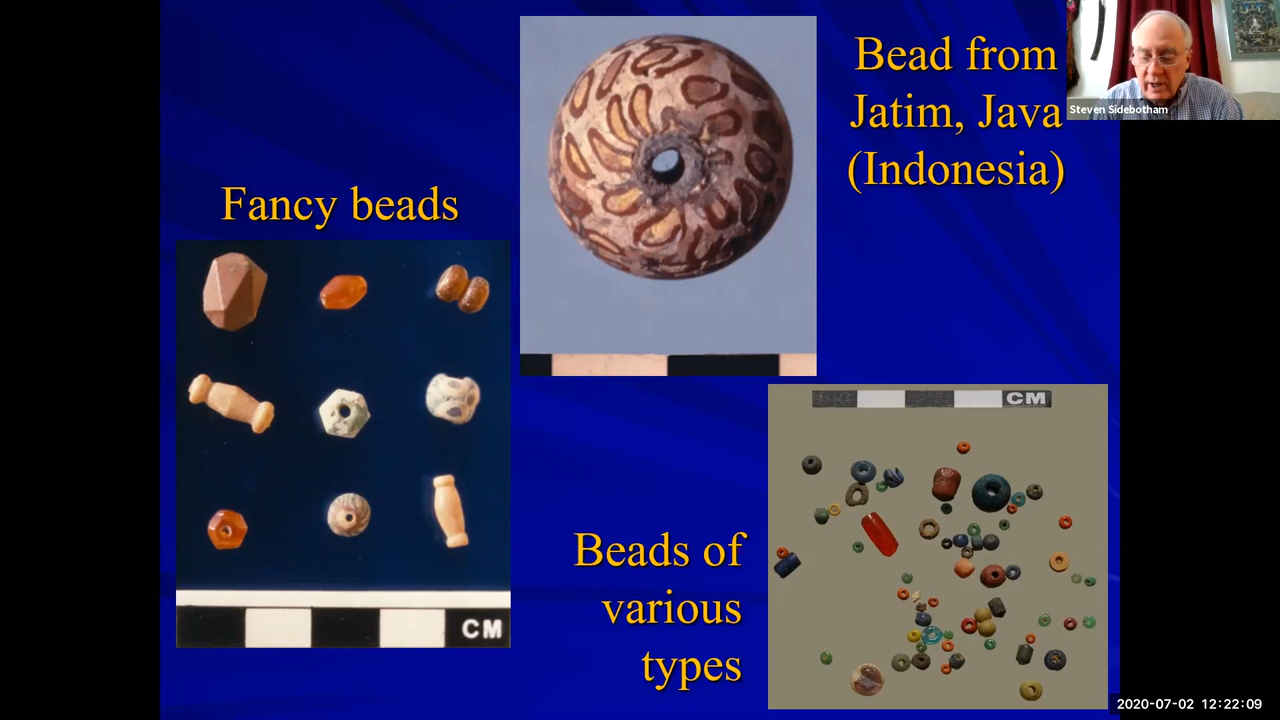 Bead from
Jatim, Java
(Indonesia)
Steven Sidebotham
Fancy beads
CM
CM
Beads of
various
types
2020-07-02 12:22:09